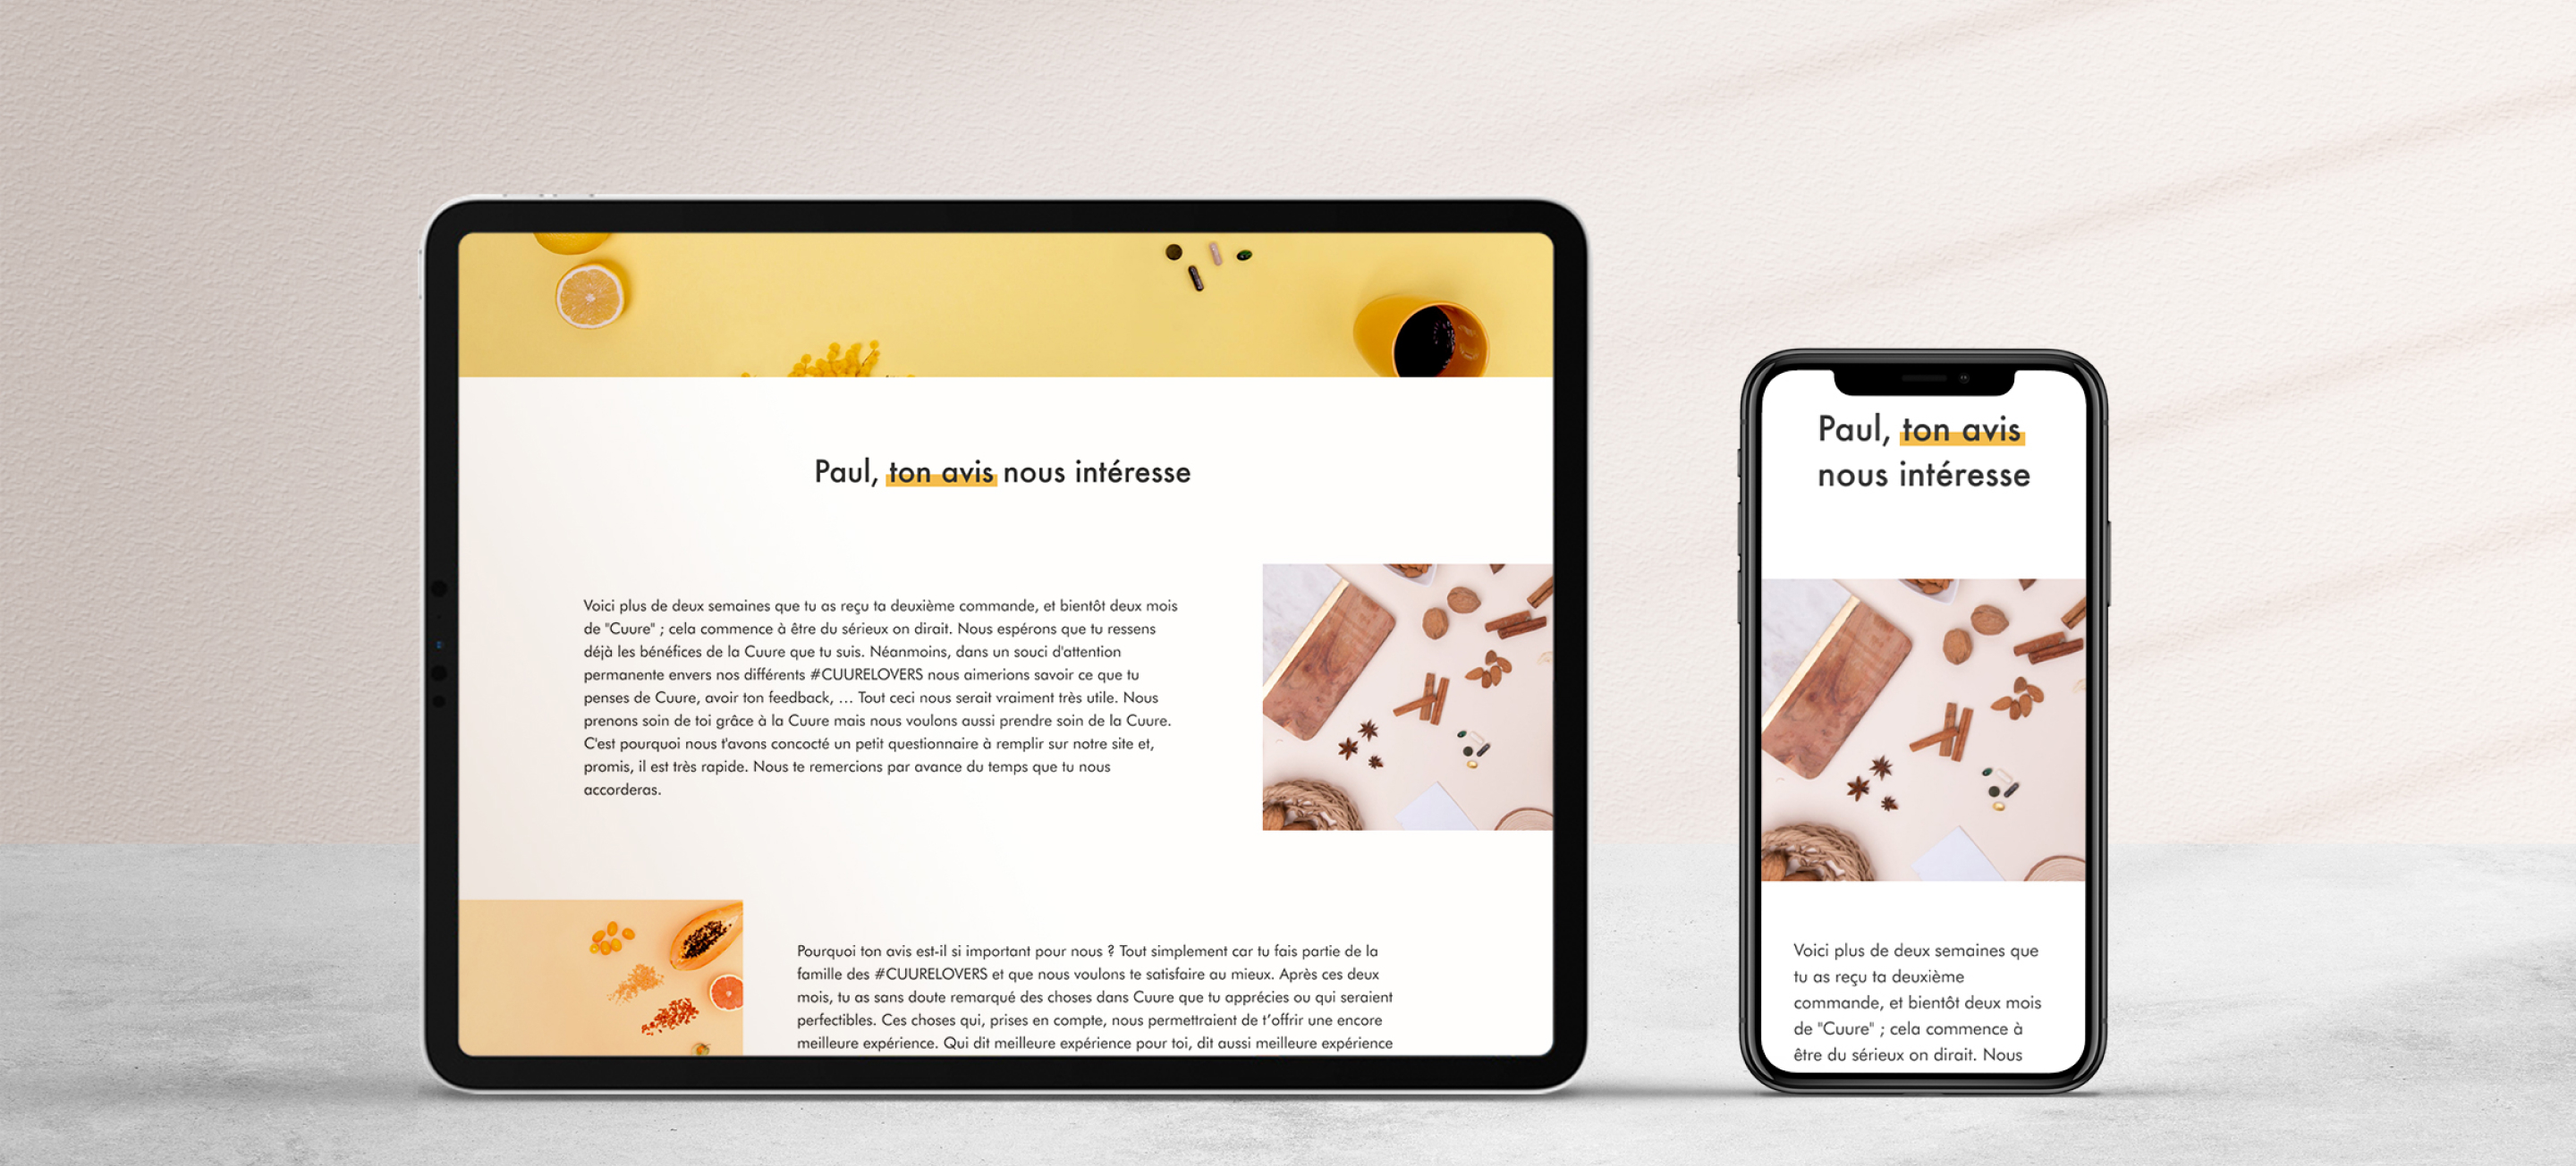 Paul, ton avis nous intéresse
Voici plus de deux semaines que tu as reçu ta deuxième commande, et bientôt deux mois
de "Cuure" ; cela commence à être du sérieux on dirait. Nous espérons que tu ressens
déjà les bénéfices de la Cuure que tu suis. Néanmoins, dans un souci d'attention
permanente envers nos différents #CUURELOVERS nous aimerions savoir ce que tu
penses de Cuure, avoir ton feedback, ... Tout ceci nous serait vraiment très utile. Nous
prenons soin de toi grâce à la Cuure mais nous voulons aussi prendre soin de la Cuure.
C'est pourquoi nous t'avons concocté un petit questionnaire à remplir sur notre site et,
promis, il est très rapide. Nous te remercions par avance du temps que tu nous
accorderas.
Pourquoi ton avis est-il si important pour nous ? Tout simplement car tu fais partie de la
famille des #CUURELOVERS et que nous voulons te satisfaire au mieux. Après ces deux
mois, tu as sans doute remarqué des choses dans Cuure que tu apprécies ou qui seraient
perfectibles. Ces choses qui, prises en compte, nous permettraient de t’offrir une encore
meilleure expérience. Qui dit meilleure expérience pour toi, dit aussi meilleure expérience
Paul, ton avis
nous intéresse
Voici plus de deux semaines que
tu as reçu ta deuxième
commande, et bientôt deux mois
de "Cuure" ; cela commence à
être du sérieux on dirait. Nous